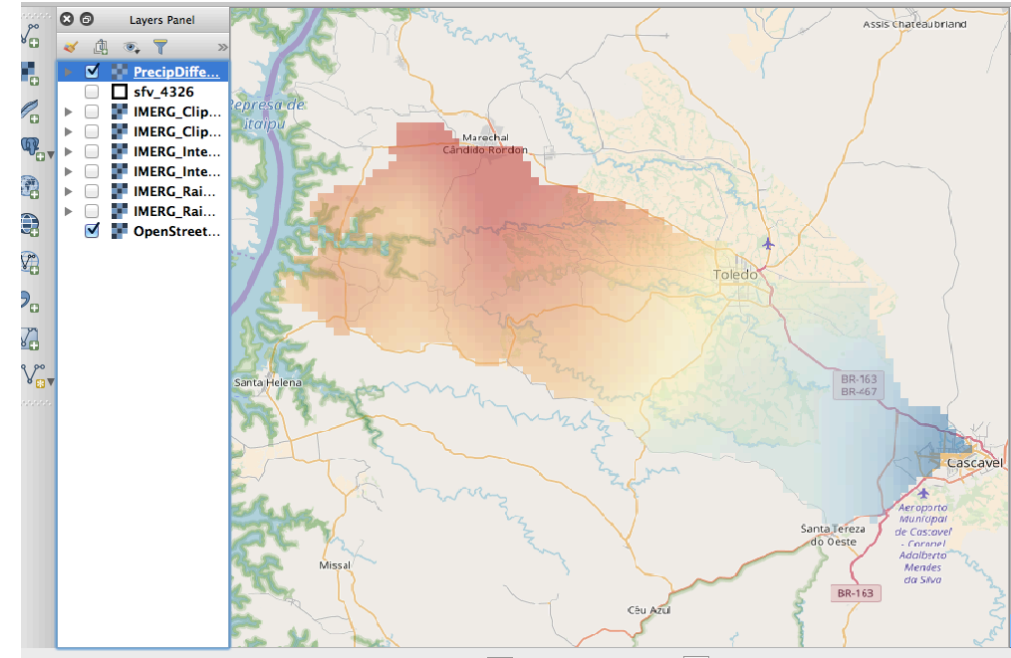 Layers Panel
PrecipDiffe...
sfv_4326
IMERG_Clip...
IMERG_Clip...
IMERG_Inte...
IMERG_Inte...
IMERG_Rai...
IMERG_Rai...
OpenStreet...
Assis Chateaubriand
Represa de
Itaipu
Marechal
Cândido Rondon
Toledo
Santa Helena
BR-163
BR-467
Cascavel
Santa Tereza
do Oeste
Aeroporto
Municipal
de Cascavel
- Coronel
Adalberto
Mendes
da Silva
Missal
BR-163
Céu Azul